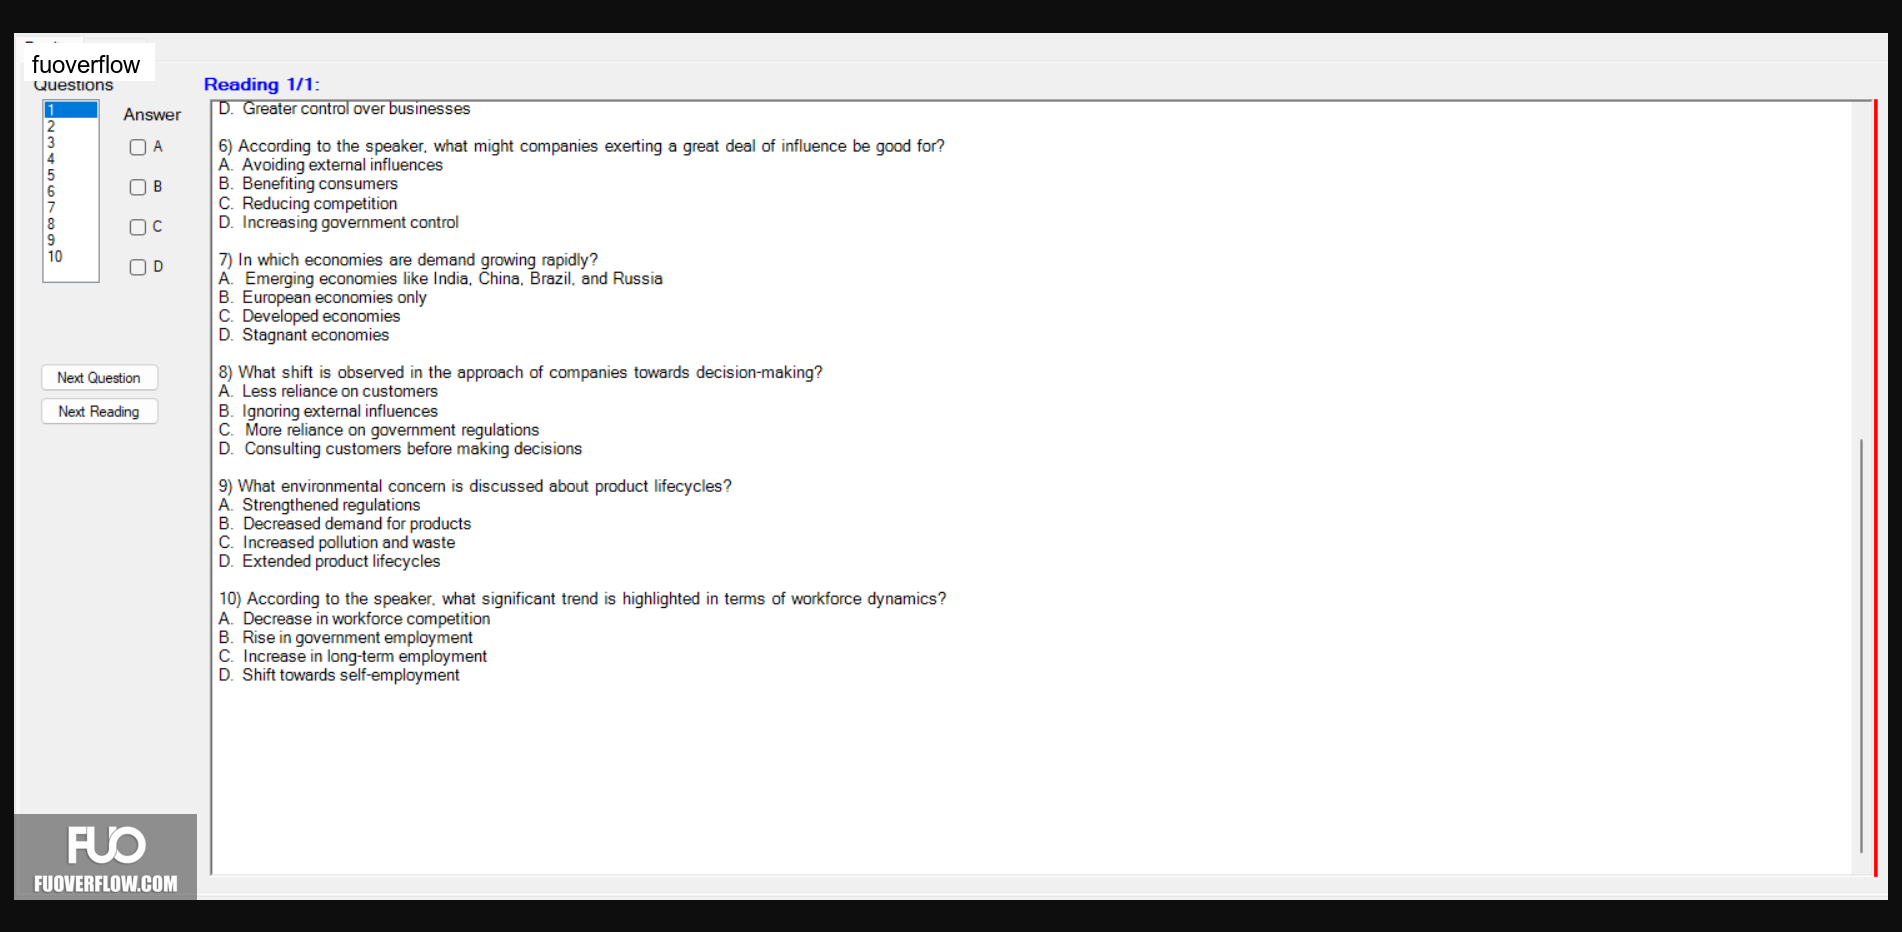 fuoverflow
Questions
Reading 1/1:
1
2
3
4
5
6
7
8
9
10
Answer
A
B
C
D
Next Question
Next Reading
D. Greater control over businesses
6) According to the speaker, what might companies exerting a great deal of influence be good for?
A. Avoiding external influences
B. Benefiting consumers
C. Reducing competition
D. Increasing government control
7) In which economies are demand growing rapidly?
A. Emerging economies like India, China, Brazil, and Russia
B. European economies only
C. Developed economies
D. Stagnant economies
8) What shift is observed in the approach of companies towards decision-making?
A. Less reliance on customers
B. Ignoring external influences
C. More reliance on government regulations
D. Consulting customers before making decisions
9) What environmental concern is discussed about product lifecycles?
A. Strengthened regulations
B. Decreased demand for products
C. Increased pollution and waste
D. Extended product lifecycles
10) According to the speaker, what significant trend is highlighted in terms of workforce dynamics?
A. Decrease in workforce competition
B. Rise in government employment
C. Increase in long-term employment
D. Shift towards self-employment
FUO
FUOVERFLOW.COM